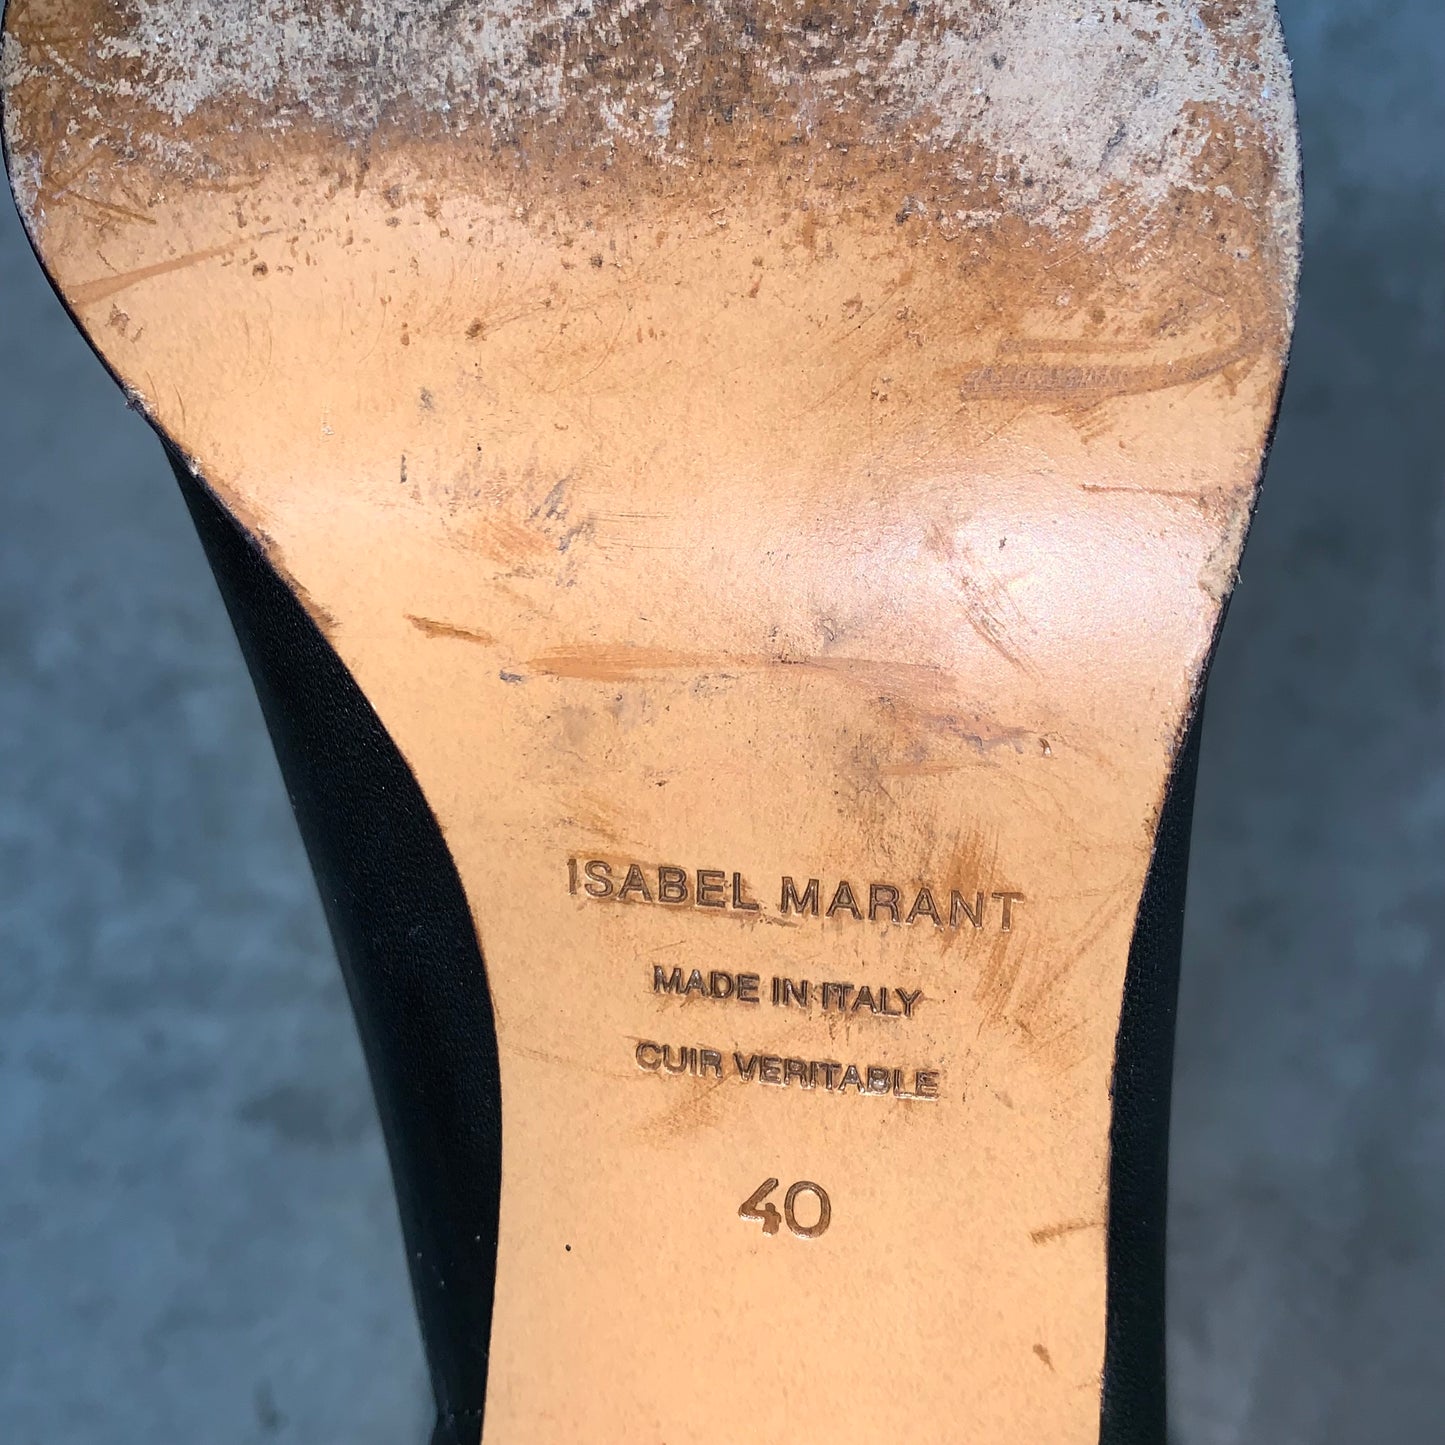 ISABEL MARANT
MADE IN ITALY
CUIR VERITABLE
40